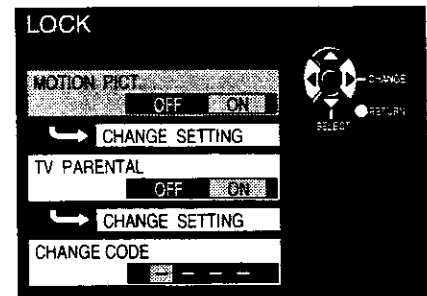 LOCK
MOTION PICT.
OFF ON
CHANGE SETTING
TV PARENTAL
OFF ON
CHANGE SETTING
CHANGE CODE
– – – –
CHANGE
RETURN
SELECT